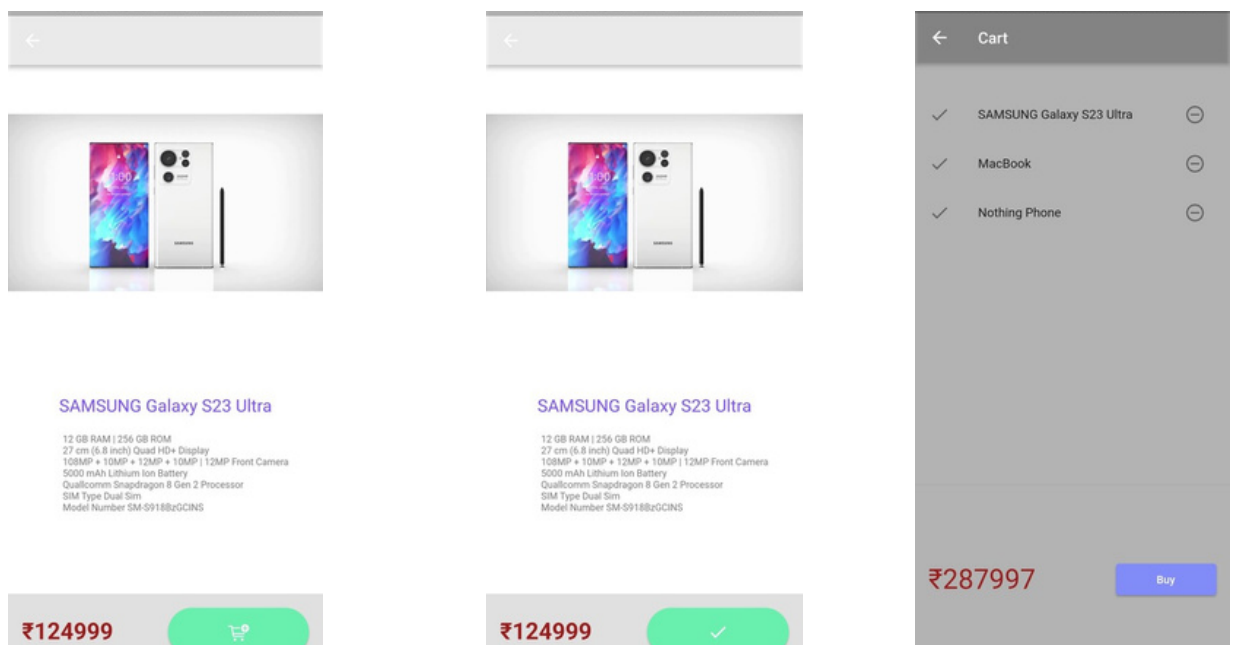 SAMSUNG
SAMSUNG Galaxy S23 Ultra
12 GB RAM | 256 GB ROM
27 cm (6.8 inch) Quad HD+ Display
108MP + 10MP + 12MP + 10MP | 12MP Front Camera
5000 mAh Lithium Ion Battery
Quallcomm Snapdragon 8 Gen 2 Processor
SIM Type Dual Sim
Model Number SM-S918BzGCINS
₹124999
SAMSUNG
SAMSUNG Galaxy S23 Ultra
12 GB RAM | 256 GB ROM
27 cm (6.8 inch) Quad HD+ Display
108MP + 10MP + 12MP + 10MP | 12MP Front Camera
5000 mAh Lithium Ion Battery
Quallcomm Snapdragon 8 Gen 2 Processor
SIM Type Dual Sim
Model Number SM-S918BzGCINS
₹124999
Cart
SAMSUNG Galaxy S23 Ultra
MacBook
Nothing Phone
₹287997
Buy